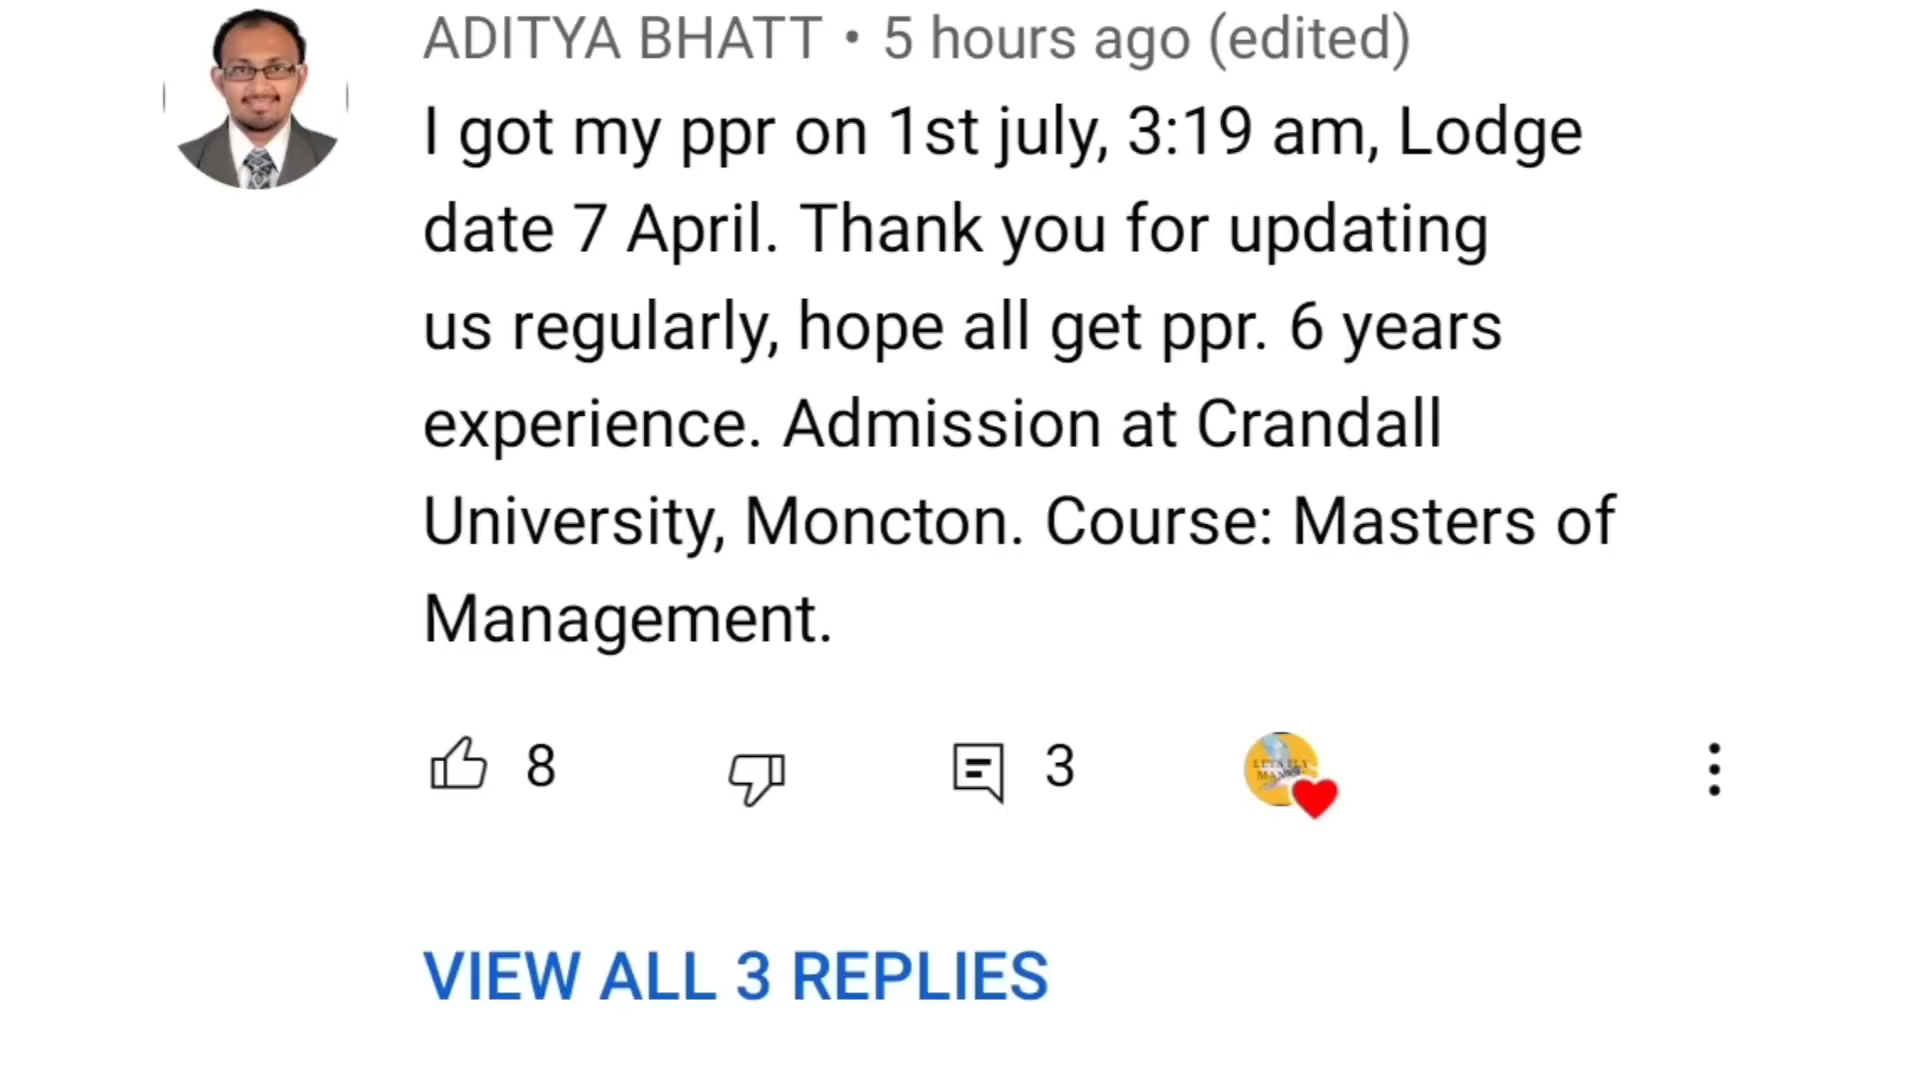 ADITYA BHATT • 5 hours ago (edited)
I got my ppr on 1st july, 3:19 am, Lodge
date 7 April. Thank you for updating
us regularly, hope all get ppr. 6 years
experience. Admission at Crandall
University, Moncton. Course: Masters of
Management.
8 3
VIEW ALL 3 REPLIES